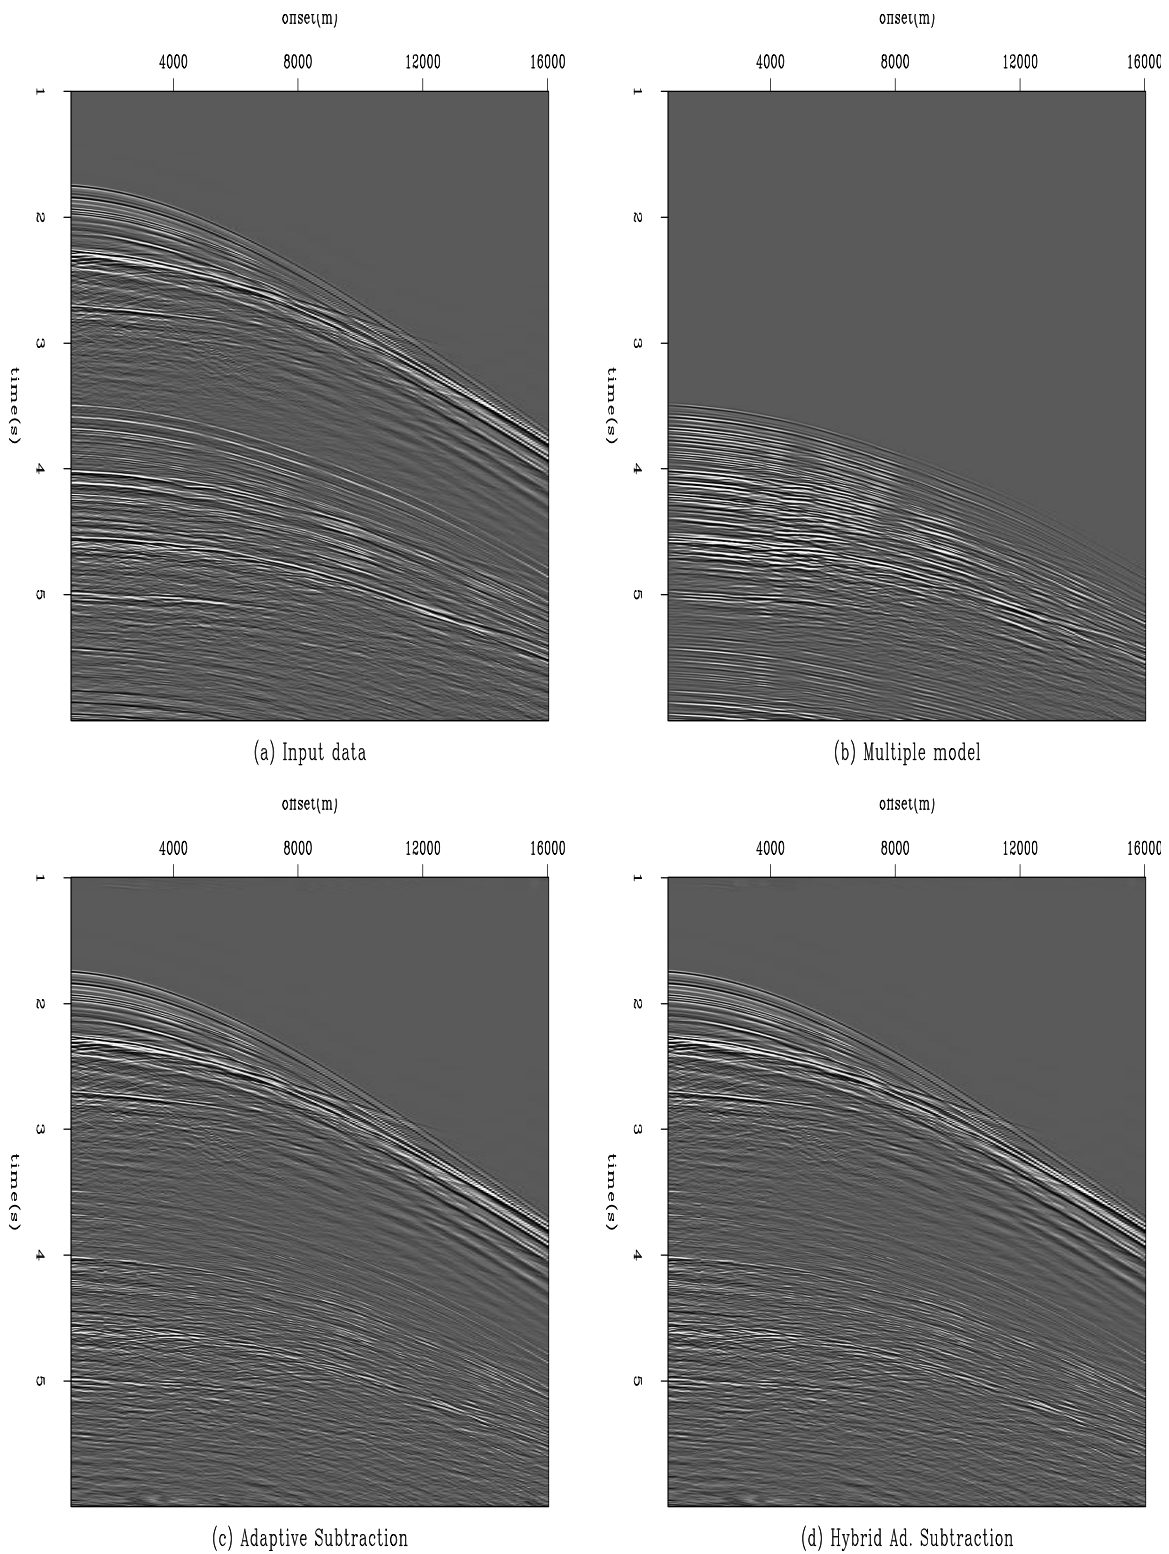 offset(m) offset(m)
4000 8000 12000 16000 4000 8000 12000 16000
1 1
2 2
3 3
time(s) time(s)
4 4
5 5
(a) Input data (b) Multiple model
offset(m) offset(m)
4000 8000 12000 16000 4000 8000 12000 16000
1 1
2 2
3 3
time(s) time(s)
4 4
5 5
(c) Adaptive Subtraction (d) Hybrid Ad. Subtraction